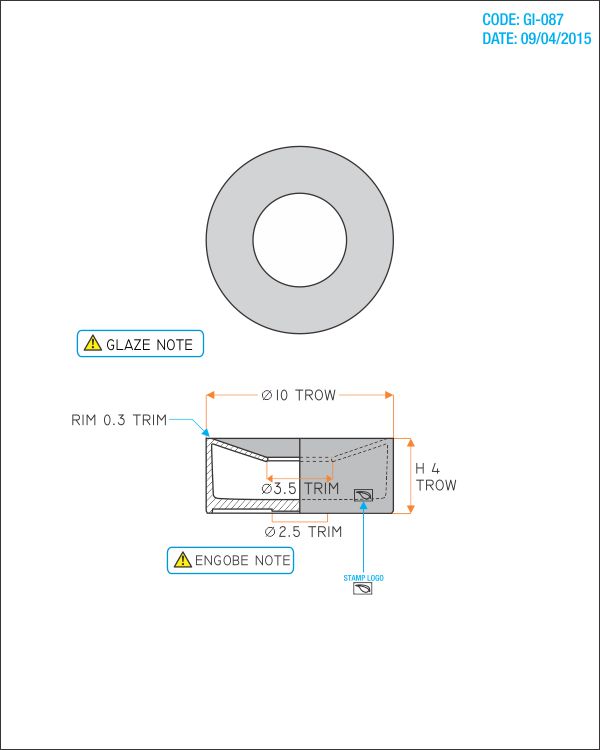 CODE: GI-087
DATE: 09/04/2015
GLAZE NOTE
Ø10 TROW
RIM 0.3 TRIM
H 4
TROW
Ø3.5 TRIM
Ø2.5 TRIM
ENGOBE NOTE
STAMP LOGO